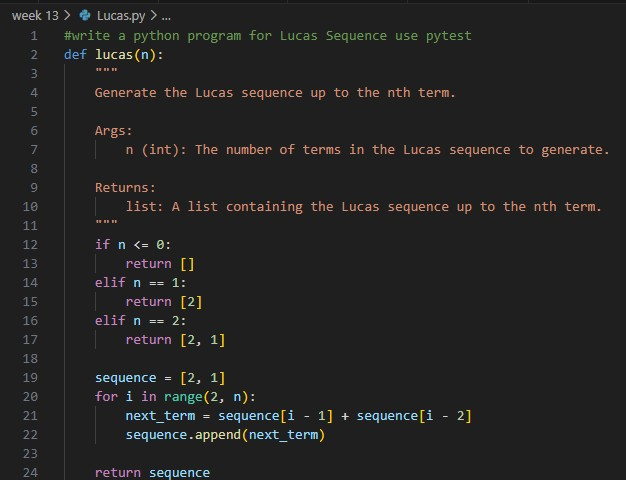 week 13 > Lucas.py > ...
1 #write a python program for Lucas Sequence use pytest
2 def lucas(n):
3     """
4     Generate the Lucas sequence up to the nth term.
5
6     Args:
7         n (int): The number of terms in the Lucas sequence to generate.
8
9     Returns:
10         list: A list containing the Lucas sequence up to the nth term.
11     """
12     if n <= 0:
13         return []
14     elif n == 1:
15         return [2]
16     elif n == 2:
17         return [2, 1]
18
19     sequence = [2, 1]
20     for i in range(2, n):
21         next_term = sequence[i - 1] + sequence[i - 2]
22         sequence.append(next_term)
23
24     return sequence